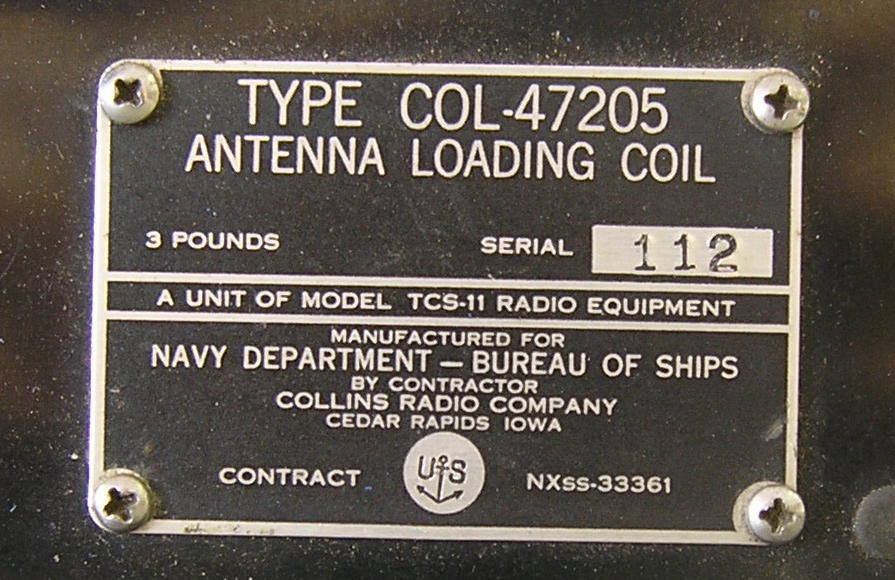 TYPE COL-47205
ANTENNA LOADING COIL
3 POUNDS SERIAL 112
A UNIT OF MODEL TCS-11 RADIO EQUIPMENT
MANUFACTURED FOR
NAVY DEPARTMENT — BUREAU OF SHIPS
BY CONTRACTOR
COLLINS RADIO COMPANY
CEDAR RAPIDS IOWA
CONTRACT US NXss-33361